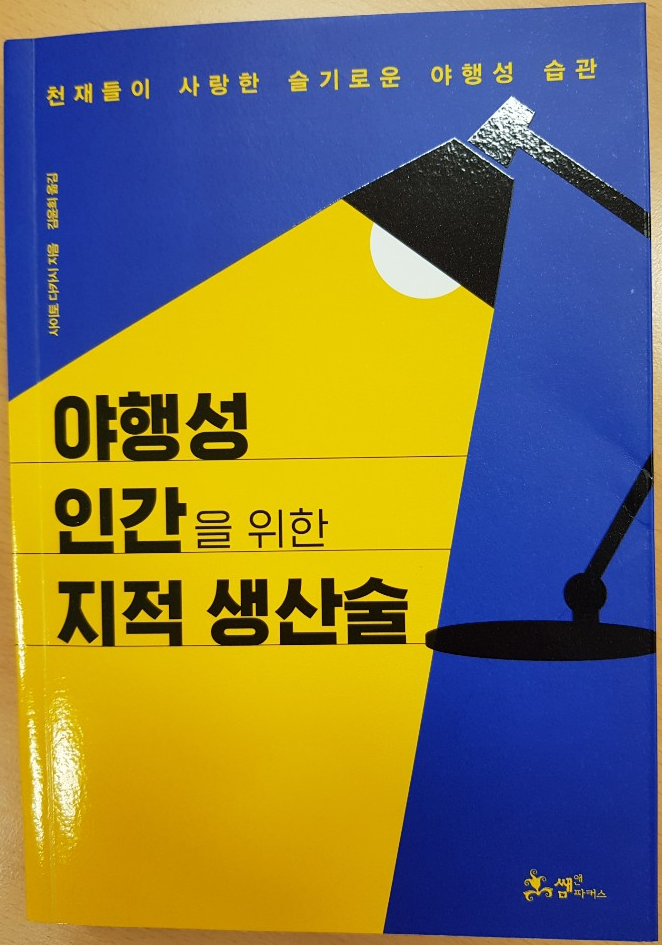 천재들이 사랑한 슬기로운 야행성 습관
사이토 다카시 지음 김윤희 옮김
야행성
인간을 위한
지적 생산술
쌤앤파커스